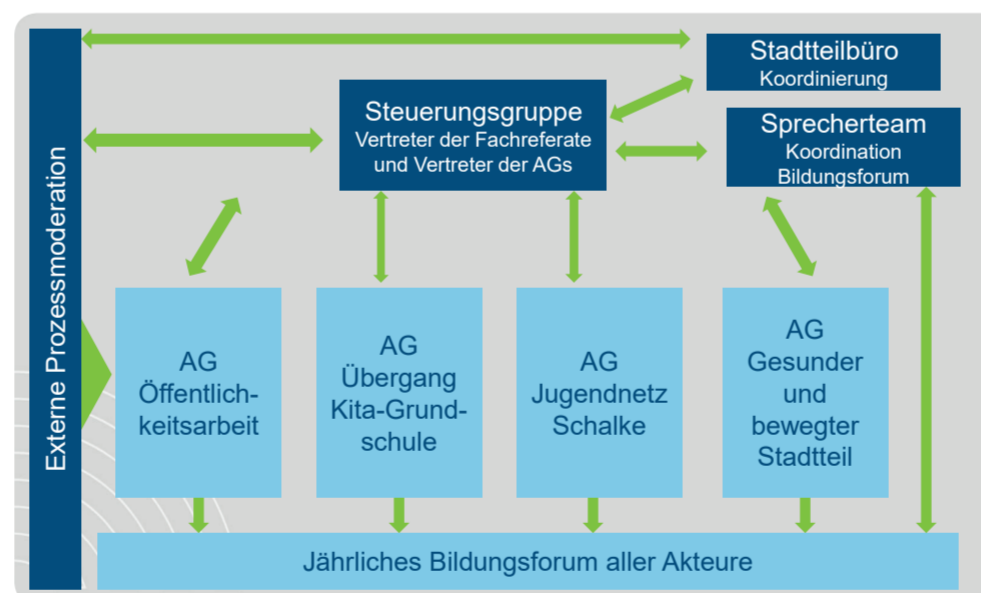 Externe Prozessmoderation
Stadtteilbüro
Koordinierung
Steuerungsgruppe
Vertreter der Fachreferate
und Vertreter der AGs
Sprecherteam
Koordination
Bildungsforum
AG
Öffentlich-
keitsarbeit
AG
Übergang
Kita-Grund-
schule
AG
Jugendnetz
Schalke
AG
Gesunder
und
bewegter
Stadtteil
Jährliches Bildungsforum aller Akteure